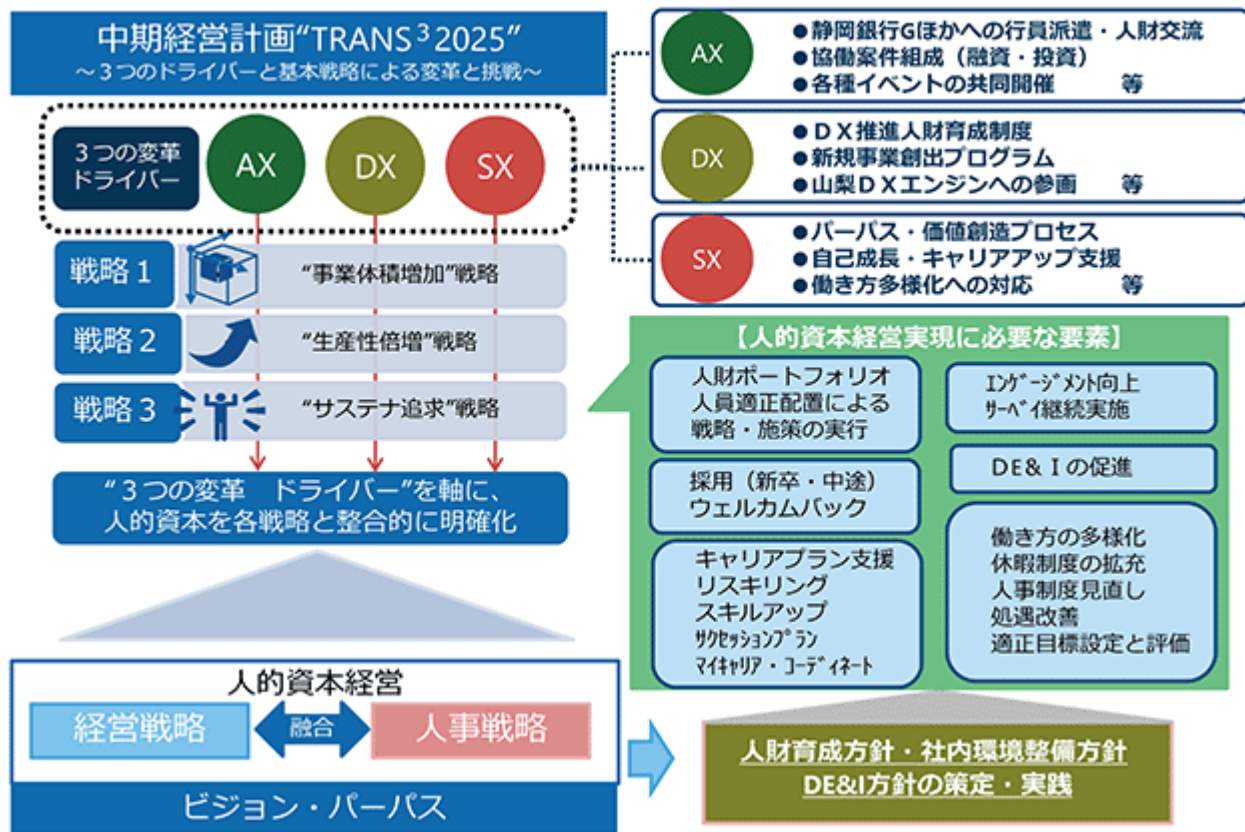 中期経営計画“TRANS³2025”
～３つのドライバーと基本戦略による変革と挑戦～
３つの変革
ドライバー
AX
DX
SX
戦略１
“事業体積増加”戦略
戦略２
“生産性倍増”戦略
戦略３
“サステナ追求”戦略
“３つの変革　ドライバー”を軸に、
人的資本を各戦略と整合的に明確化
人的資本経営
経営戦略
融合
人事戦略
ビジョン・パーパス
AX
●静岡銀行Gほかへの行員派遣・人財交流
●協働案件組成（融資・投資）
●各種イベントの共同開催　　等
DX
●ＤＸ推進人財育成制度
●新規事業創出プログラム
●山梨ＤＸエンジンへの参画　　等
SX
●パーパス・価値創造プロセス
●自己成長・キャリアアップ支援
●働き方多様化への対応　　等
【人的資本経営実現に必要な要素】
人財ポートフォリオ
人員適正配置による
戦略・施策の実行
採用（新卒・中途）
ウェルカムバック
キャリアプラン支援
リスキリング
スキルアップ
ｻｸｾｯｼｮﾝﾌﾟﾗﾝ
ﾏｲｷｬﾘｱ・ｺｰﾃﾞｨﾈｰﾄ
ｴﾝｹﾞｰｼﾞﾒﾝﾄ向上
ｻｰﾍﾞｲ継続実施
DE&Ｉの促進
働き方の多様化
休暇制度の拡充
人事制度見直し
処遇改善
適正目標設定と評価
人財育成方針・社内環境整備方針
DE&I方針の策定・実践